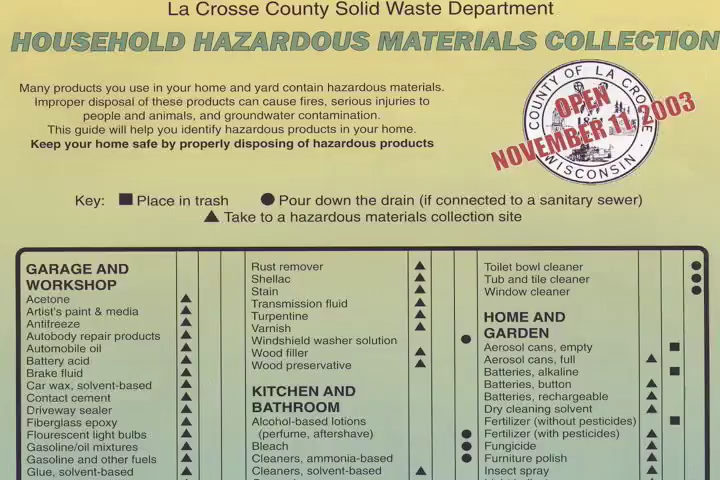 La Crosse County Solid Waste Department
HOUSEHOLD HAZARDOUS MATERIALS COLLECTION
Many products you use in your home and yard contain hazardous materials.
Improper disposal of these products can cause fires, serious injuries to
people and animals, and groundwater contamination.
This guide will help you identify hazardous products in your home.
Keep your home safe by properly disposing of hazardous products
COUNTY OF LA CROSSE
WISCONSIN
OPEN
NOVEMBER 11, 2003
Key: ■ Place in trash ● Pour down the drain (if connected to a sanitary sewer)
▲ Take to a hazardous materials collection site
GARAGE AND
WORKSHOP
Acetone ▲
Artist's paint & media ▲
Antifreeze ▲
Autobody repair products ▲
Automobile oil ▲
Battery acid ▲
Brake fluid ▲
Car wax, solvent-based ▲
Contact cement ▲
Driveway sealer ▲
Fiberglass epoxy ▲
Flourescent light bulbs ▲
Gasoline/oil mixtures ▲
Gasoline and other fuels ▲
Glue, solvent-based ▲
Rust remover ▲
Shellac ▲
Stain ▲
Transmission fluid ▲
Turpentine ▲
Varnish ▲
Windshield washer solution ●
Wood filler ▲
Wood preservative ▲
KITCHEN AND
BATHROOM
Alcohol-based lotions
(perfume, aftershave) ●
Bleach ●
Cleaners, ammonia-based ●
Cleaners, solvent-based ▲
Toilet bowl cleaner ●
Tub and tile cleaner ●
Window cleaner ●
HOME AND
GARDEN
Aerosol cans, empty ■
Aerosol cans, full ▲
Batteries, alkaline ■
Batteries, button ▲
Batteries, rechargeable ▲
Dry cleaning solvent ▲
Fertilizer (without pesticides) ■
Fertilizer (with pesticides) ▲
Fungicide ▲
Furniture polish ▲
Insect spray ▲